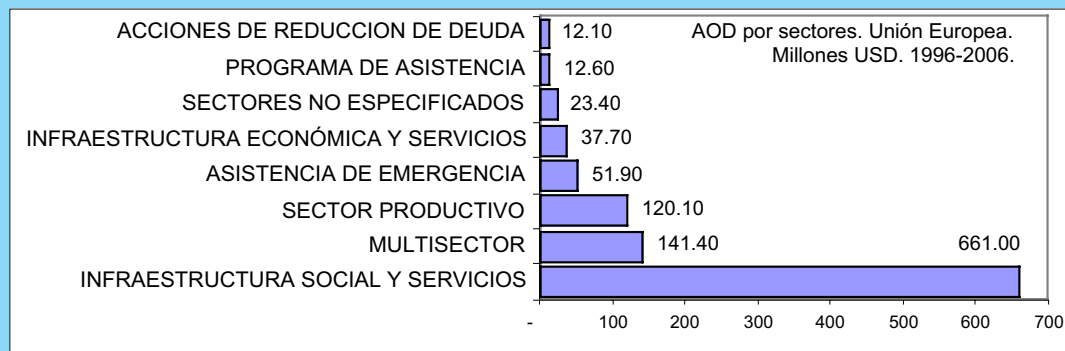 ACCIONES DE REDUCCION DE DEUDA 12.10
AOD por sectores. Unión Europea.
Millones USD. 1996-2006.
PROGRAMA DE ASISTENCIA 12.60
SECTORES NO ESPECIFICADOS 23.40
INFRAESTRUCTURA ECONÓMICA Y SERVICIOS 37.70
ASISTENCIA DE EMERGENCIA 51.90
SECTOR PRODUCTIVO 120.10
MULTISECTOR 141.40 661.00
INFRAESTRUCTURA SOCIAL Y SERVICIOS
- 100 200 300 400 500 600 700